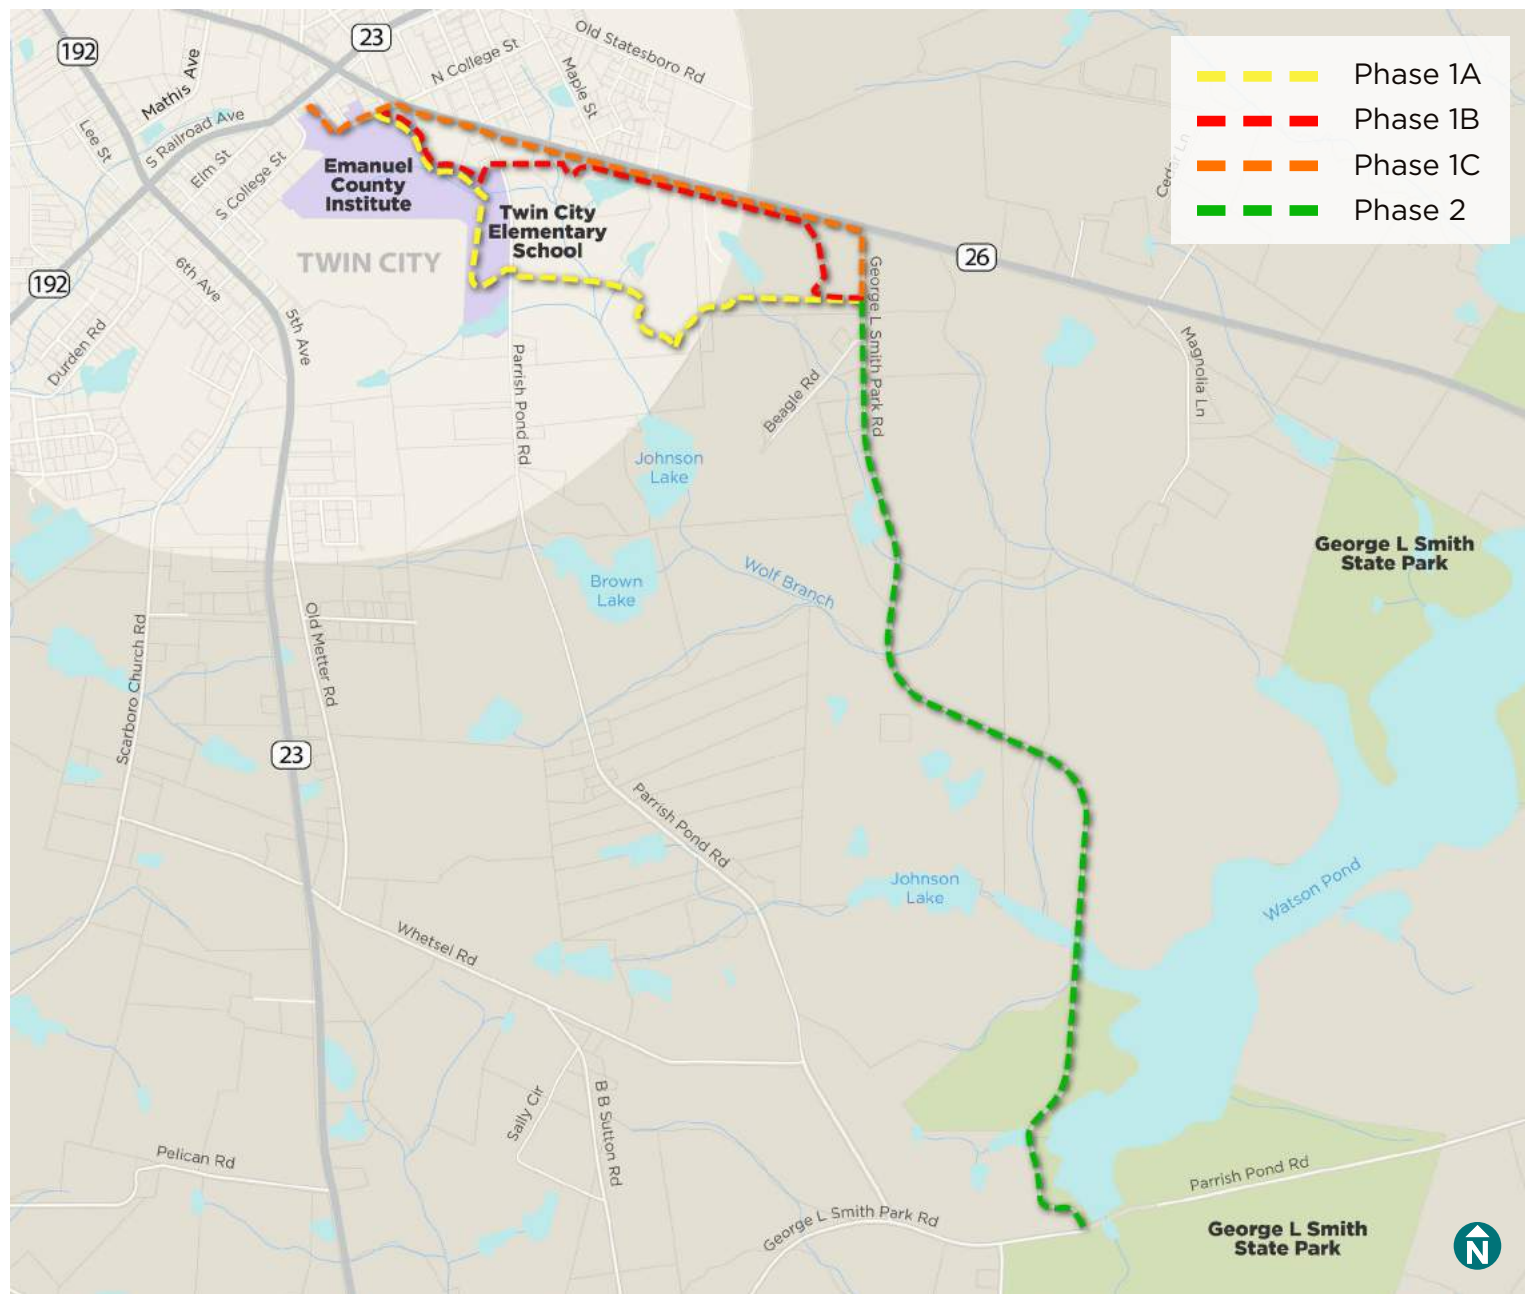 192
23
Old Statesboro Rd
N College St
Maple St
Mathis Ave
Lee St
S Railroad Ave
Elm St
S College St
Phase 1A
Phase 1B
Phase 1C
Phase 2
Cedar Ln
Emanuel
County
Institute
Twin City
Elementary
School
TWIN CITY
26
192
6th Ave
5th Ave
Durden Rd
George L Smith Park Rd
Magnolia Ln
Beagle Rd
Parrish Pond Rd
Johnson
Lake
George L Smith
State Park
Brown
Lake
Wolf Branch
Old Metter Rd
Scarboro Church Rd
23
Parrish Pond Rd
Johnson
Lake
Watson Pond
Whetsel Rd
Sally Cir
B B Sutton Rd
Pelican Rd
Parrish Pond Rd
George L Smith Park Rd
George L Smith
State Park
N